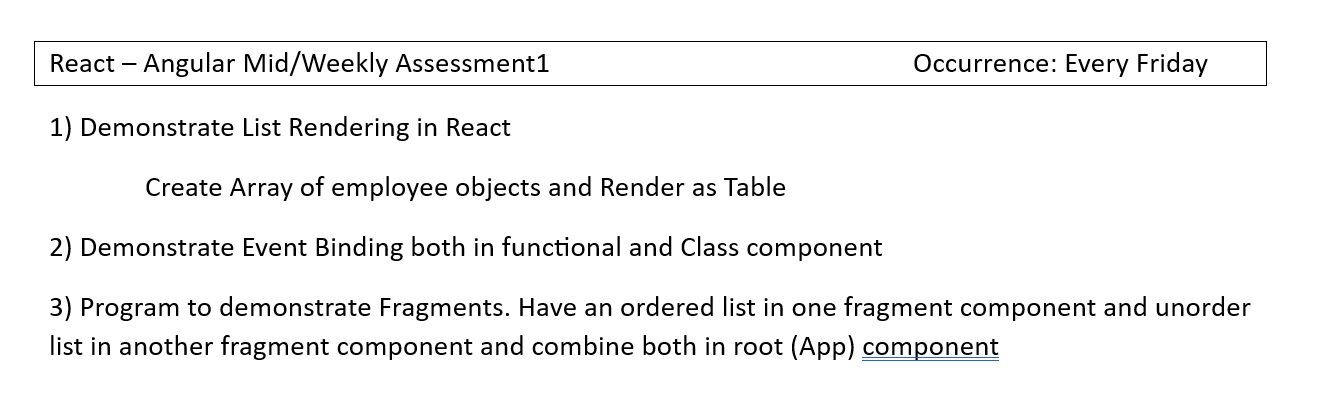 React – Angular Mid/Weekly Assessment1 Occurrence: Every Friday
1) Demonstrate List Rendering in React
Create Array of employee objects and Render as Table
2) Demonstrate Event Binding both in functional and Class component
3) Program to demonstrate Fragments. Have an ordered list in one fragment component and unorder
list in another fragment component and combine both in root (App) component